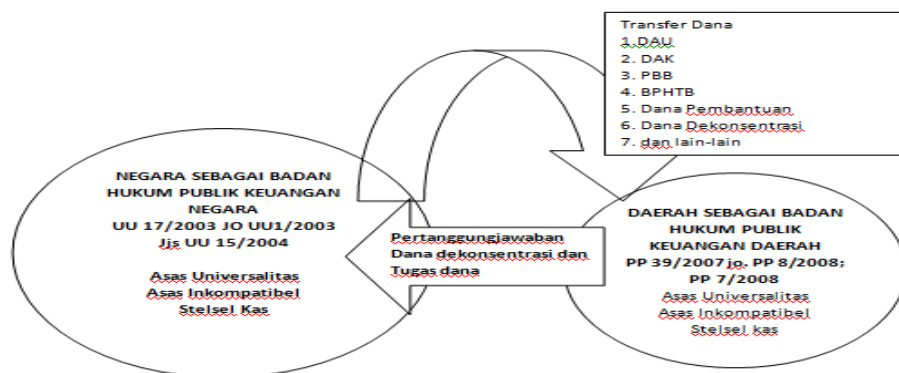 Transfer Dana
1.DAU
2. DAK
3. PBB
4. BPHTB
5. Dana Pembantuan
6. Dana Dekonsentrasi
7. dan lain-lain
NEGARA SEBAGAI BADAN
HUKUM PUBLIK KEUANGAN
NEGARA
UU 17/2003 JO UU1/2003
Jjs UU 15/2004
Asas Universalitas
Asas Inkompatibel
Stelsel Kas
Pertanggungjawaban
Dana dekonsentrasi dan
Tugas dana
DAERAH SEBAGAI BADAN
HUKUM PUBLIK
KEUANGAN DAERAH
PP 39/2007 jo. PP 8/2008;
PP 7/2008
Asas Universalitas
Asas Inkompatibel
Stelsel kas